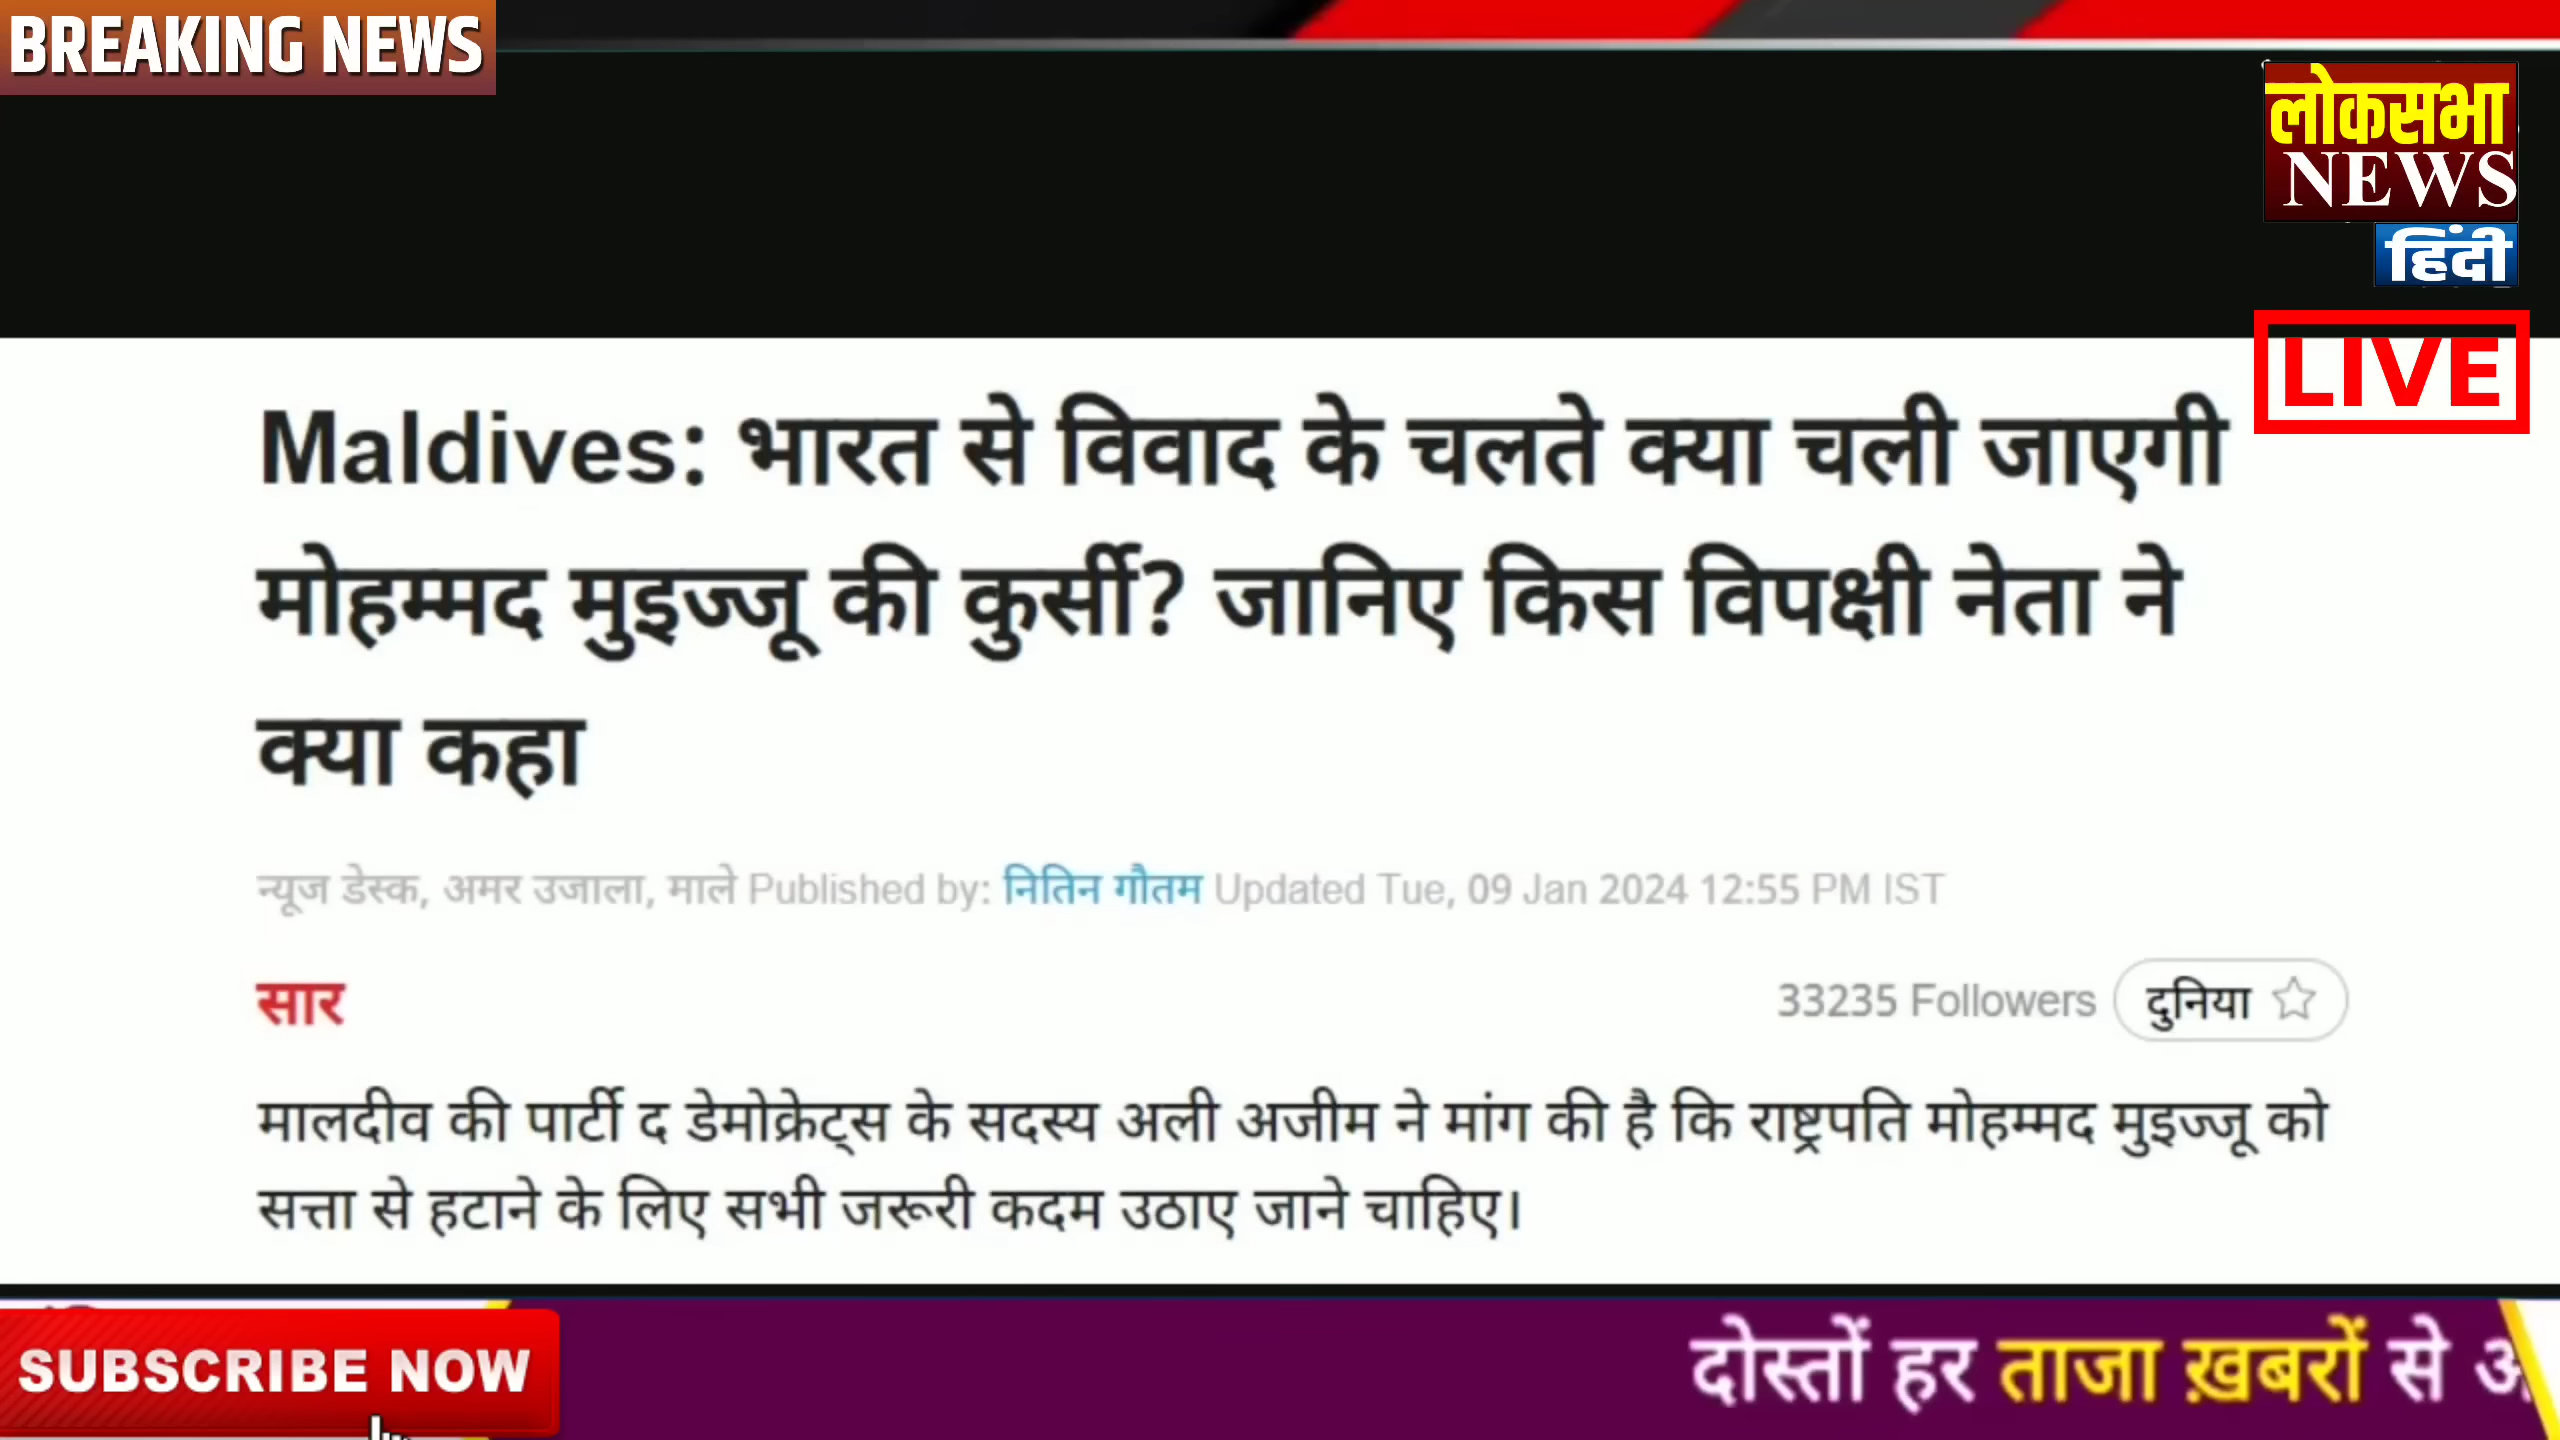 BREAKING NEWS
लोकसभा
NEWS
हिंदी
LIVE
Maldives: भारत से विवाद के चलते क्या चली जाएगी
मोहम्मद मुइज्जू की कुर्सी? जानिए किस विपक्षी नेता ने
क्या कहा
न्यूज डेस्क, अमर उजाला, माले Published by: नितिन गौतम Updated Tue, 09 Jan 2024 12:55 PM IST
सार
33235 Followers दुनिया
मालदीव की पार्टी द डेमोक्रेट्स के सदस्य अली अजीम ने मांग की है कि राष्ट्रपति मोहम्मद मुइज्जू को
सत्ता से हटाने के लिए सभी जरूरी कदम उठाए जाने चाहिए।
SUBSCRIBE NOW
दोस्तों हर ताजा ख़बरों से